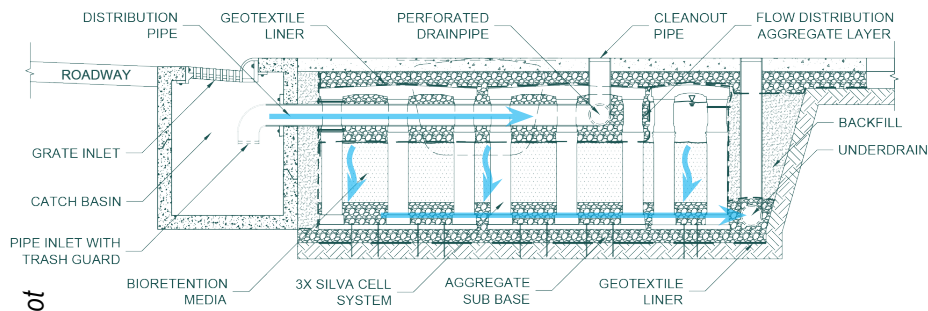 DISTRIBUTION
PIPE
GEOTEXTILE
LINER
PERFORATED
DRAINPIPE
CLEANOUT
PIPE
FLOW DISTRIBUTION
AGGREGATE LAYER
ROADWAY
GRATE INLET
CATCH BASIN
PIPE INLET WITH
TRASH GUARD
BACKFILL
UNDERDRAIN
BIORETENTION
MEDIA
3X SILVA CELL
SYSTEM
AGGREGATE
SUB BASE
GEOTEXTILE
LINER
ot